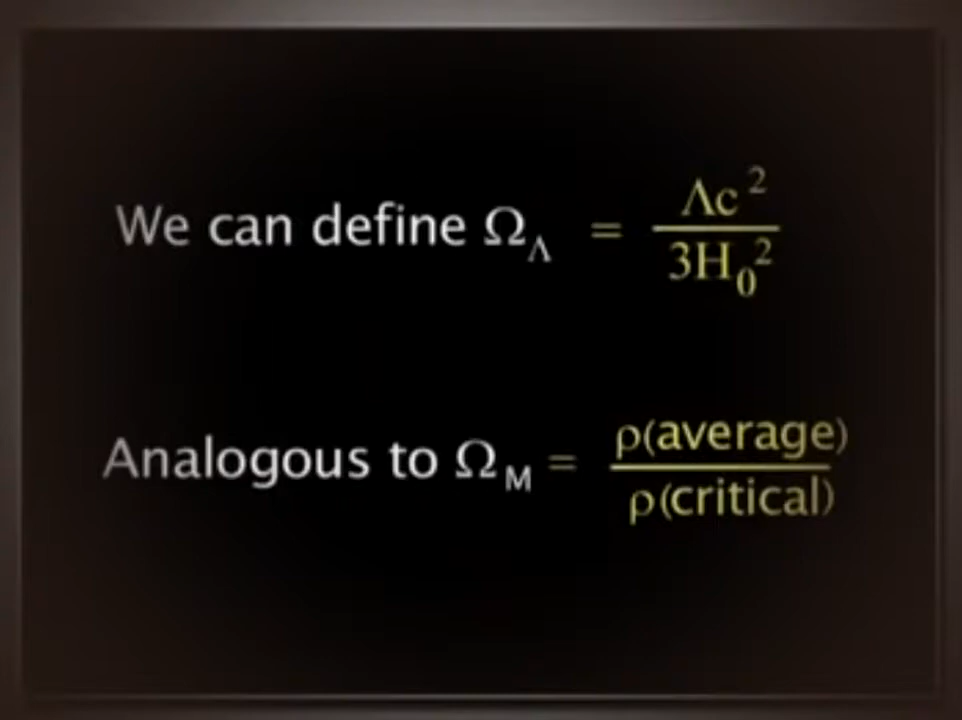 We can define Ω_Λ = Λc² / 3H₀²
Analogous to Ω_M = ρ(average) / ρ(critical)